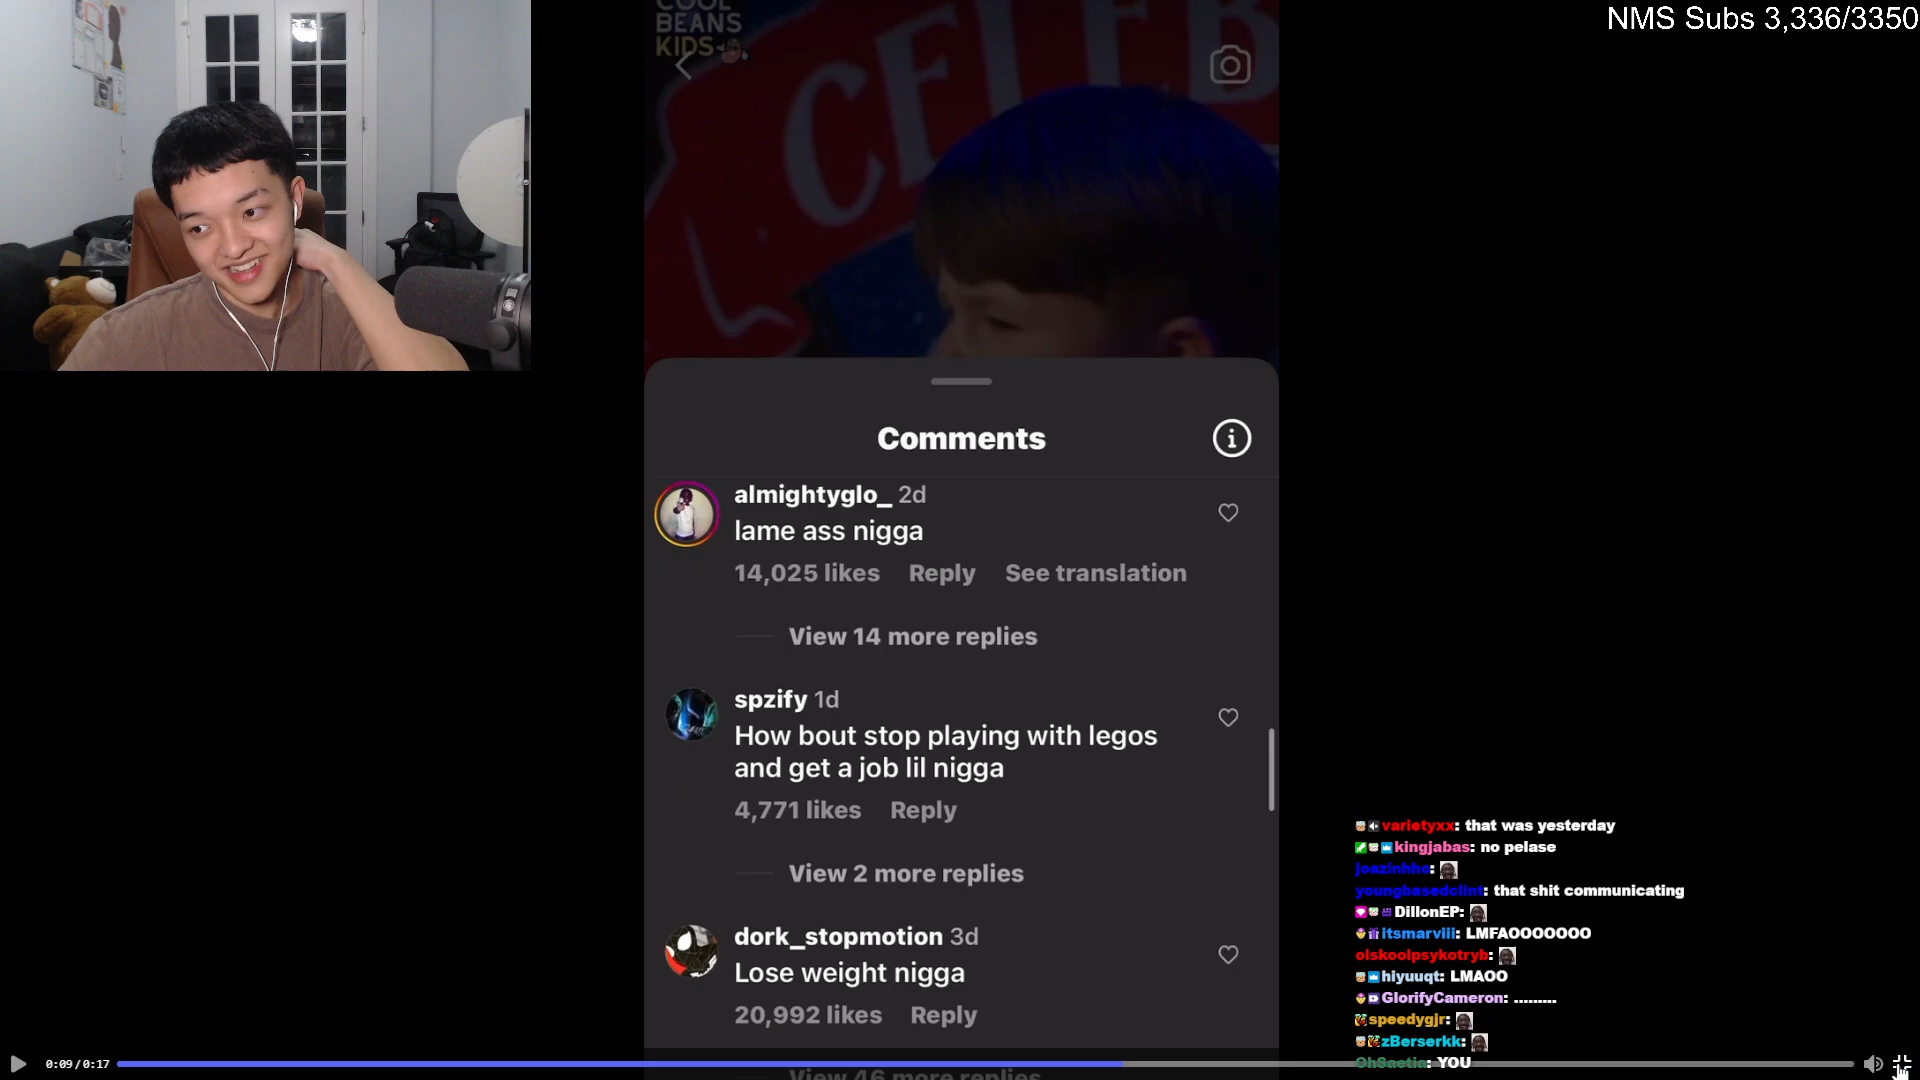 NMS Subs 3,336/3350
COOL
BEANS
KIDS
CELEB
Comments
almightyglo_ 2d
lame ass nigga
14,025 likes Reply See translation
View 14 more replies
spzify 1d
How bout stop playing with legos
and get a job lil nigga
4,771 likes Reply
View 2 more replies
dork_stopmotion 3d
Lose weight nigga
20,992 likes Reply
View 46 more replies
varietyxx: that was yesterday
kingjabas: no pelase
joazinhho:
youngbasedclint: that shit communicating
DillonEP:
itsmarviii: LMFAOOOOOOO
olskoolpsykotryb:
hiyuuqt: LMAOO
GlorifyCameron: .........
speedygjr:
zBerserkk:
OhSaetia: YOU
0:09/0:17